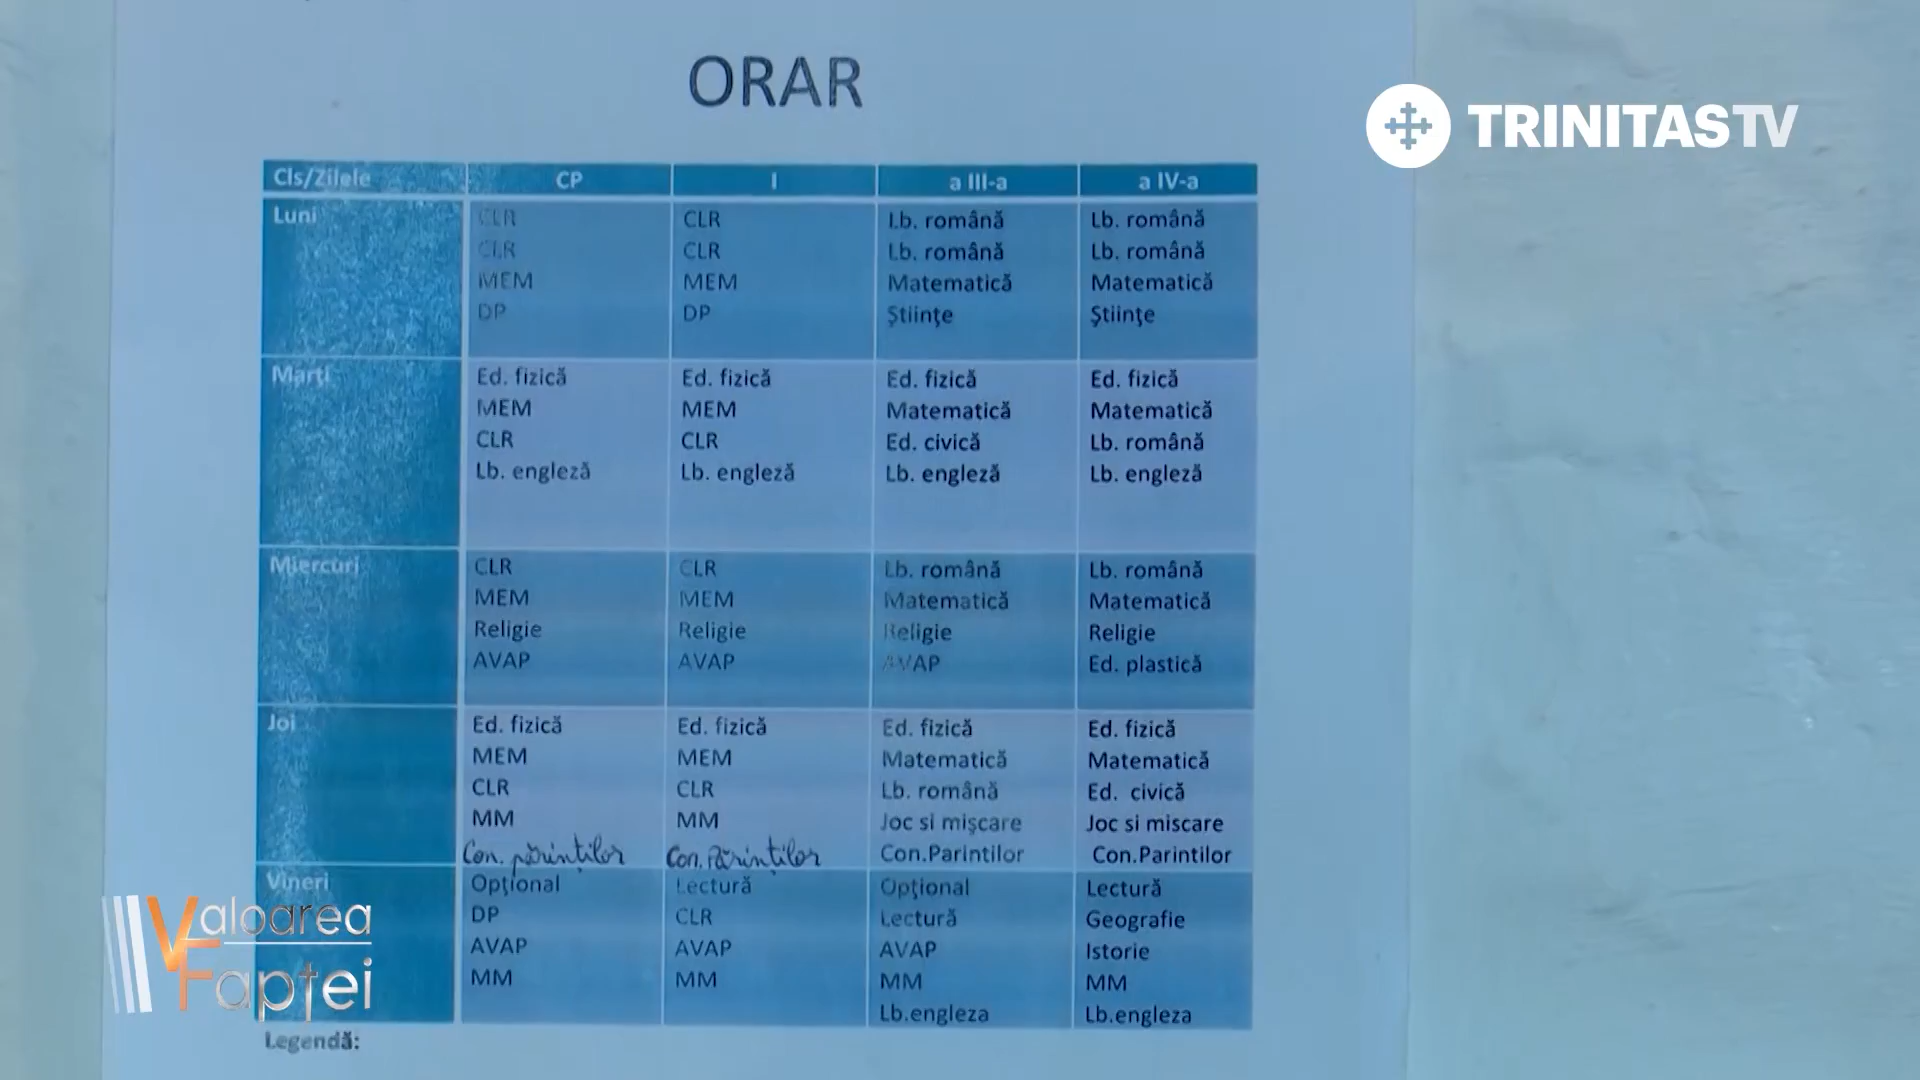 ORAR
TRINITASTV
Cls/Zilele CP I a III-a a IV-a
Luni CLR CLR Lb. română Lb. română
CLR CLR Lb. română Lb. română
MEM MEM Matematică Matematică
DP DP Ştiinţe Ştiinţe
Marţi Ed. fizică Ed. fizică Ed. fizică Ed. fizică
MEM MEM Matematică Matematică
CLR CLR Ed. civică Lb. română
Lb. engleză Lb. engleză Lb. engleză Lb. engleză
Miercuri CLR CLR Lb. română Lb. română
MEM MEM Matematică Matematică
Religie Religie Religie Religie
AVAP AVAP AVAP Ed. plastică
Joi Ed. fizică Ed. fizică Ed. fizică Ed. fizică
MEM MEM Matematică Matematică
CLR CLR Lb. română Ed. civică
MM MM Joc si mişcare Joc si miscare
Con. părinților Con. Părinților Con.Parintilor Con.Parintilor
Vineri Opţional Lectură Opţional Lectură
DP CLR Lectură Geografie
AVAP AVAP AVAP Istorie
MM MM MM MM
Lb.engleza Lb.engleza
Valoarea
Faptei
Legendă: